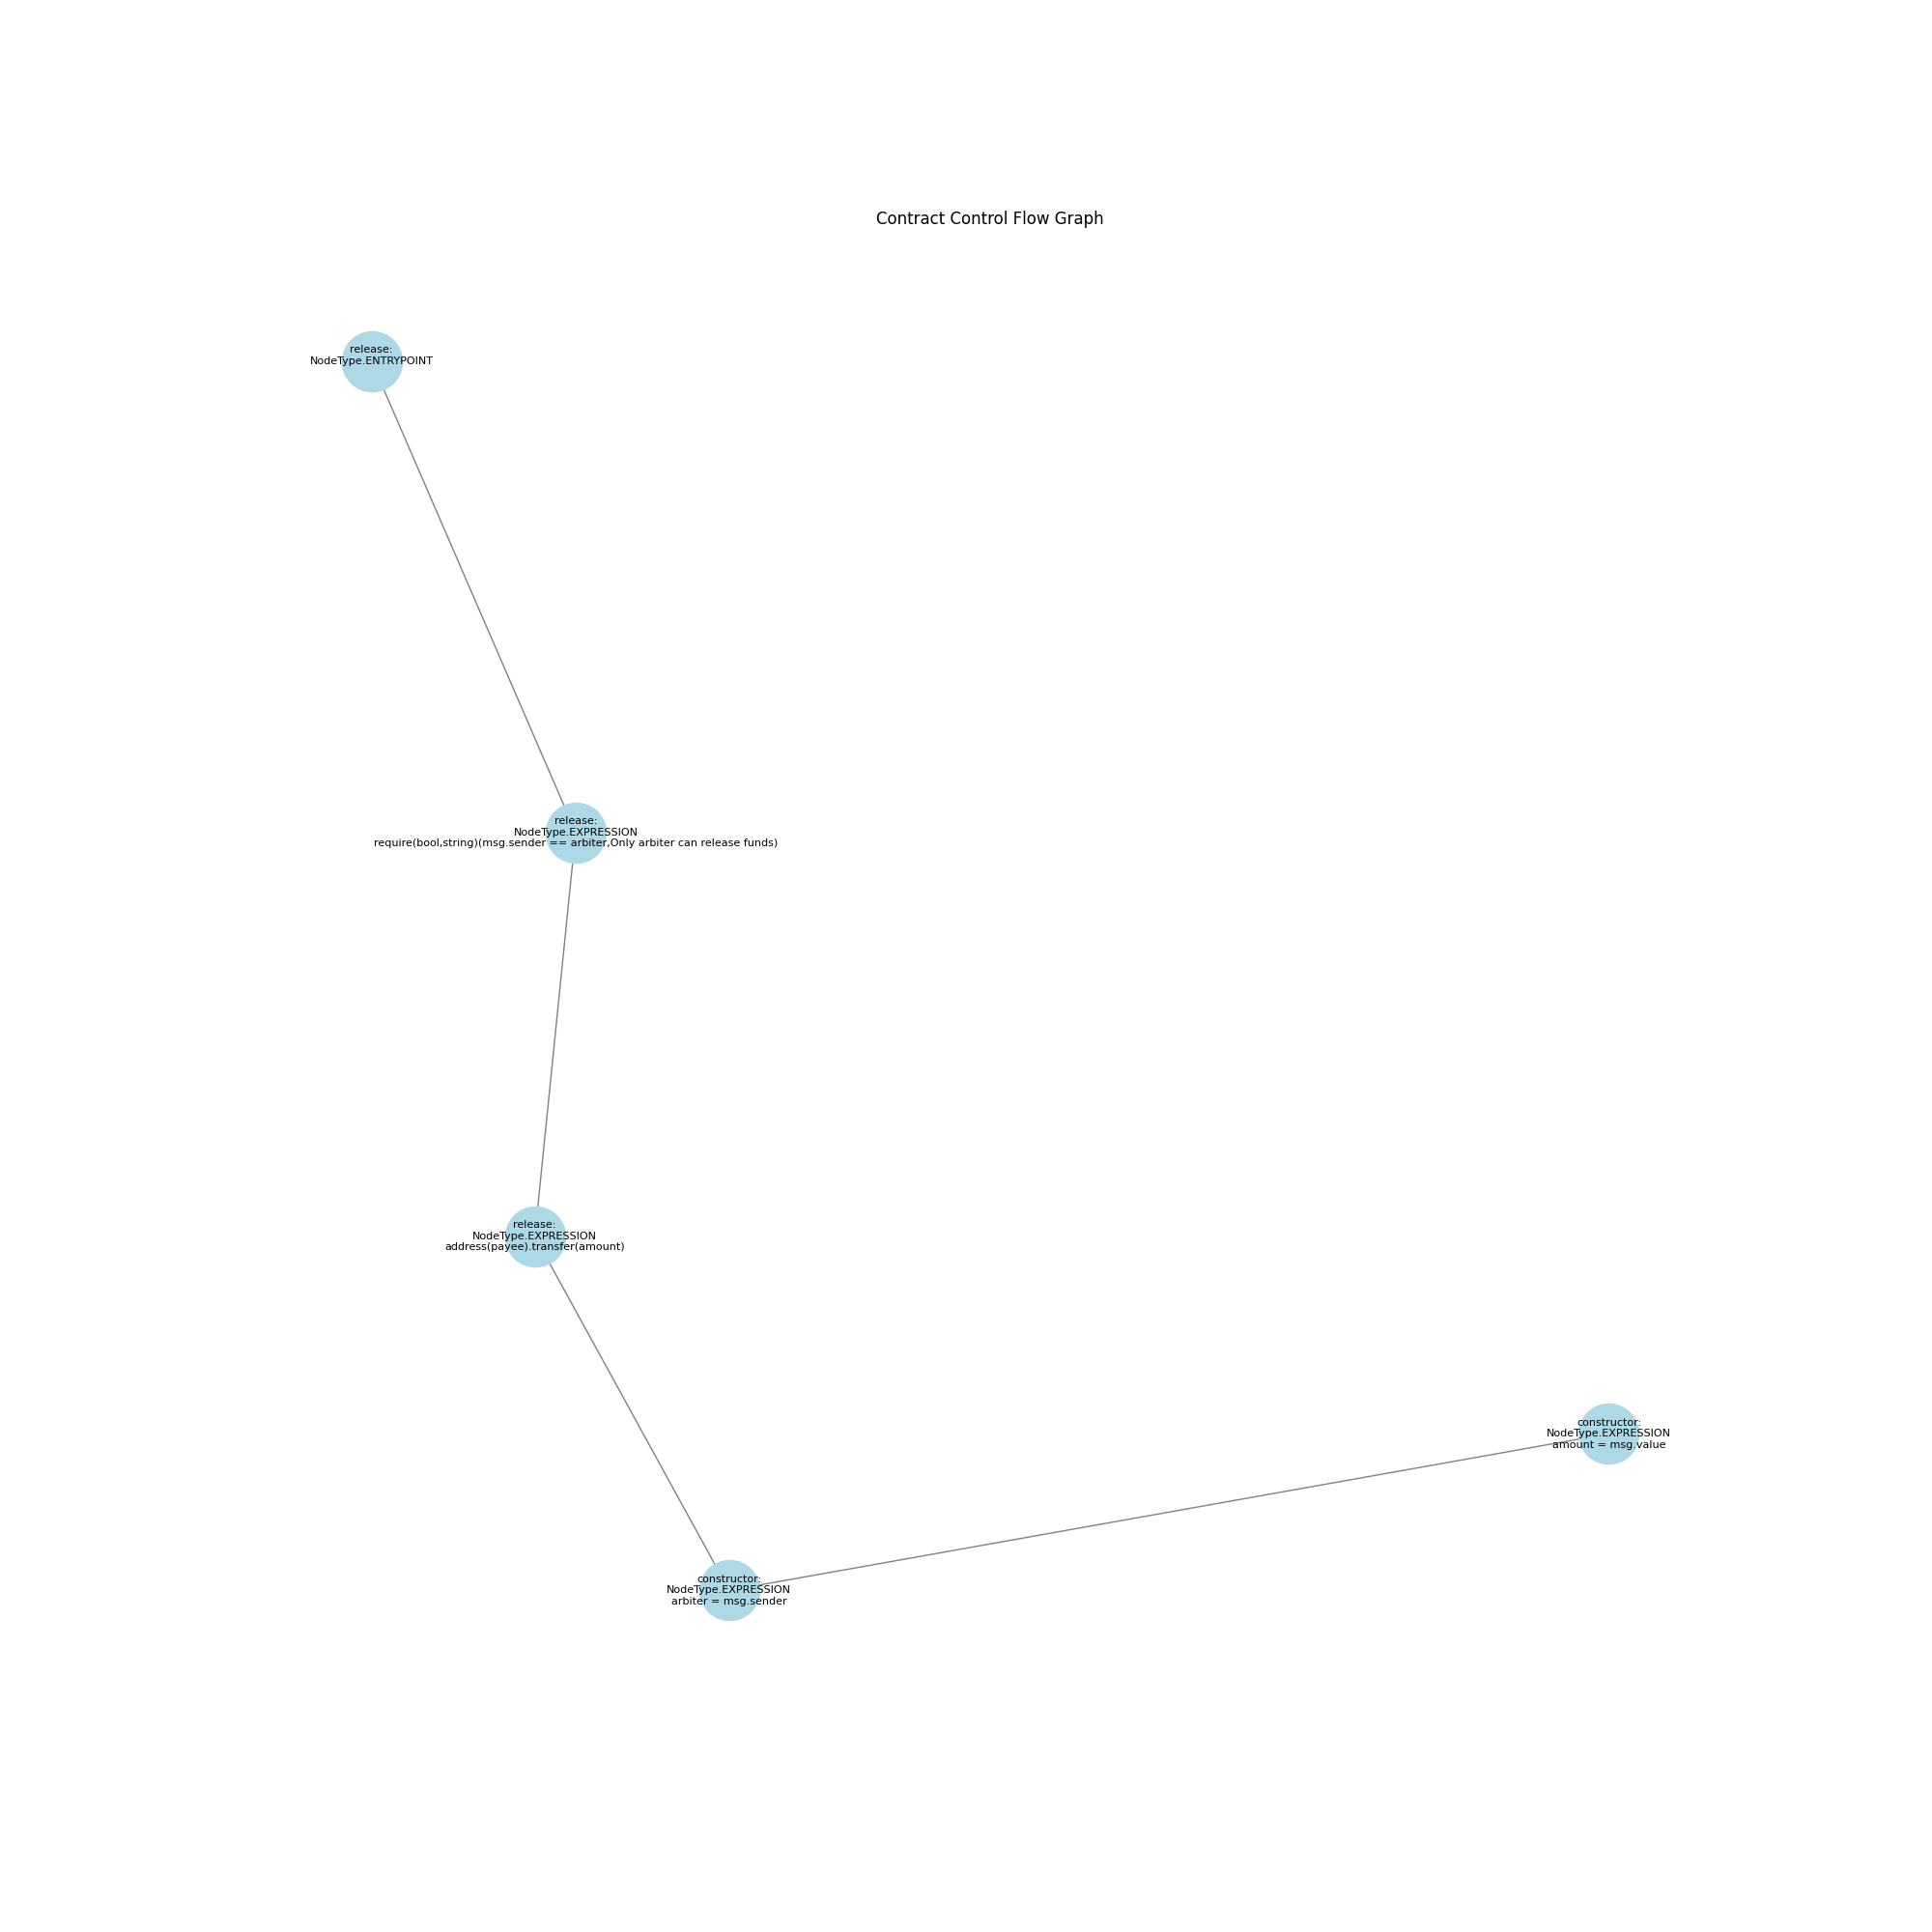 Contract Control Flow Graph
release:
NodeType.ENTRYPOINT
release:
NodeType.EXPRESSION
require(bool,string)(msg.sender == arbiter,Only arbiter can release funds)
release:
NodeType.EXPRESSION
address(payee).transfer(amount)
constructor:
NodeType.EXPRESSION
amount = msg.value
constructor:
NodeType.EXPRESSION
arbiter = msg.sender